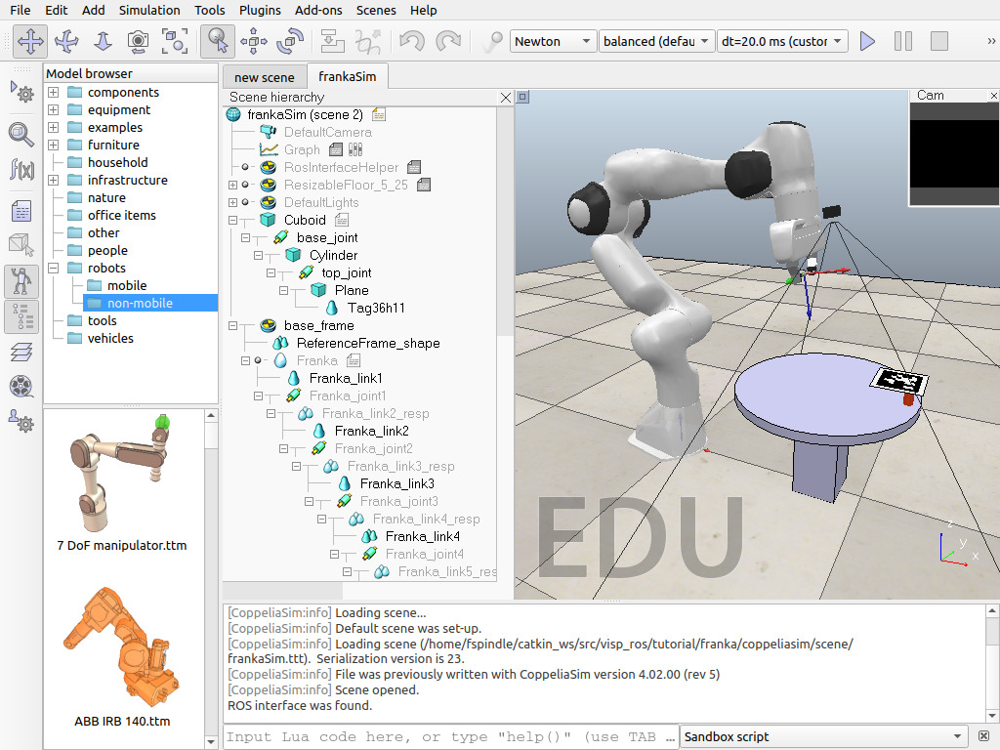 File Edit Add Simulation Tools Plugins Add-ons Scenes Help
Newton balanced (defau dt=20.0 ms (custor »
Model browser
components
equipment
examples
furniture
household
infrastructure
nature
office items
other
people
robots
mobile
non-mobile
tools
vehicles
7 DoF manipulator.ttm
ABB IRB 140.ttm
new scene frankaSim
Scene hierarchy
frankaSim (scene 2)
DefaultCamera
Graph
RosInterfaceHelper
ResizableFloor_5_25
DefaultLights
Cuboid
base_joint
Cylinder
top_joint
Plane
Tag36h11
base_frame
ReferenceFrame_shape
Franka
Franka_link1
Franka_joint1
Franka_link2_resp
Franka_link2
Franka_joint2
Franka_link3_resp
Franka_link3
Franka_joint3
Franka_link4_resp
Franka_link4
Franka_joint4
Franka_link5_res
Cam
EDU
z
y
x
[CoppeliaSim:info] Loading scene...
[CoppeliaSim:info] Default scene was set-up.
[CoppeliaSim:info] Loading scene (/home/fspindle/catkin_ws/src/visp_ros/tutorial/franka/coppeliasim/scene/
frankaSim.ttt). Serialization version is 23.
[CoppeliaSim:info] File was previously written with CoppeliaSim version 4.02.00 (rev 5)
[CoppeliaSim:info] Scene opened.
ROS interface was found.
Input Lua code here, or type "help()" (use TAB ... Sandbox script